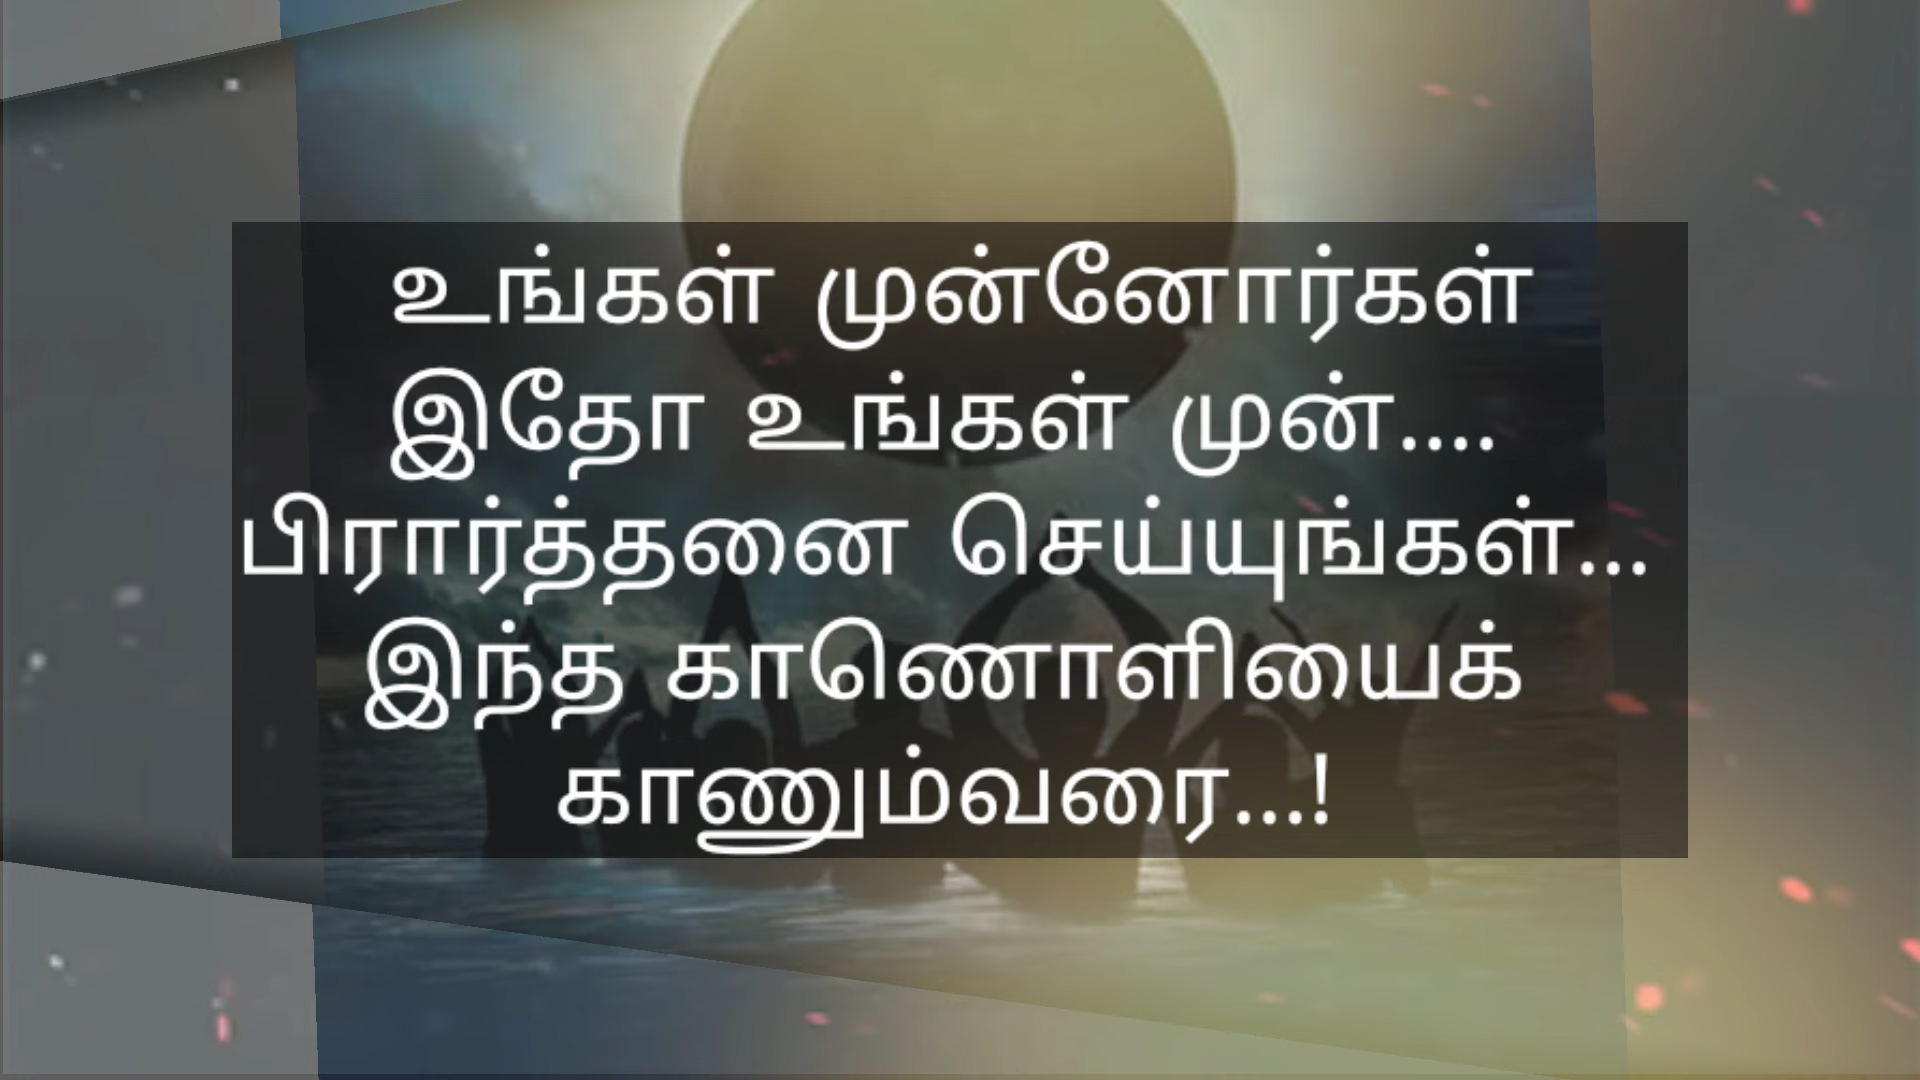 உங்கள் முன்னோர்கள்
இதோ உங்கள் முன்....
பிரார்த்தனை செய்யுங்கள்...
இந்த காணொளியைக்
காணும்வரை...!